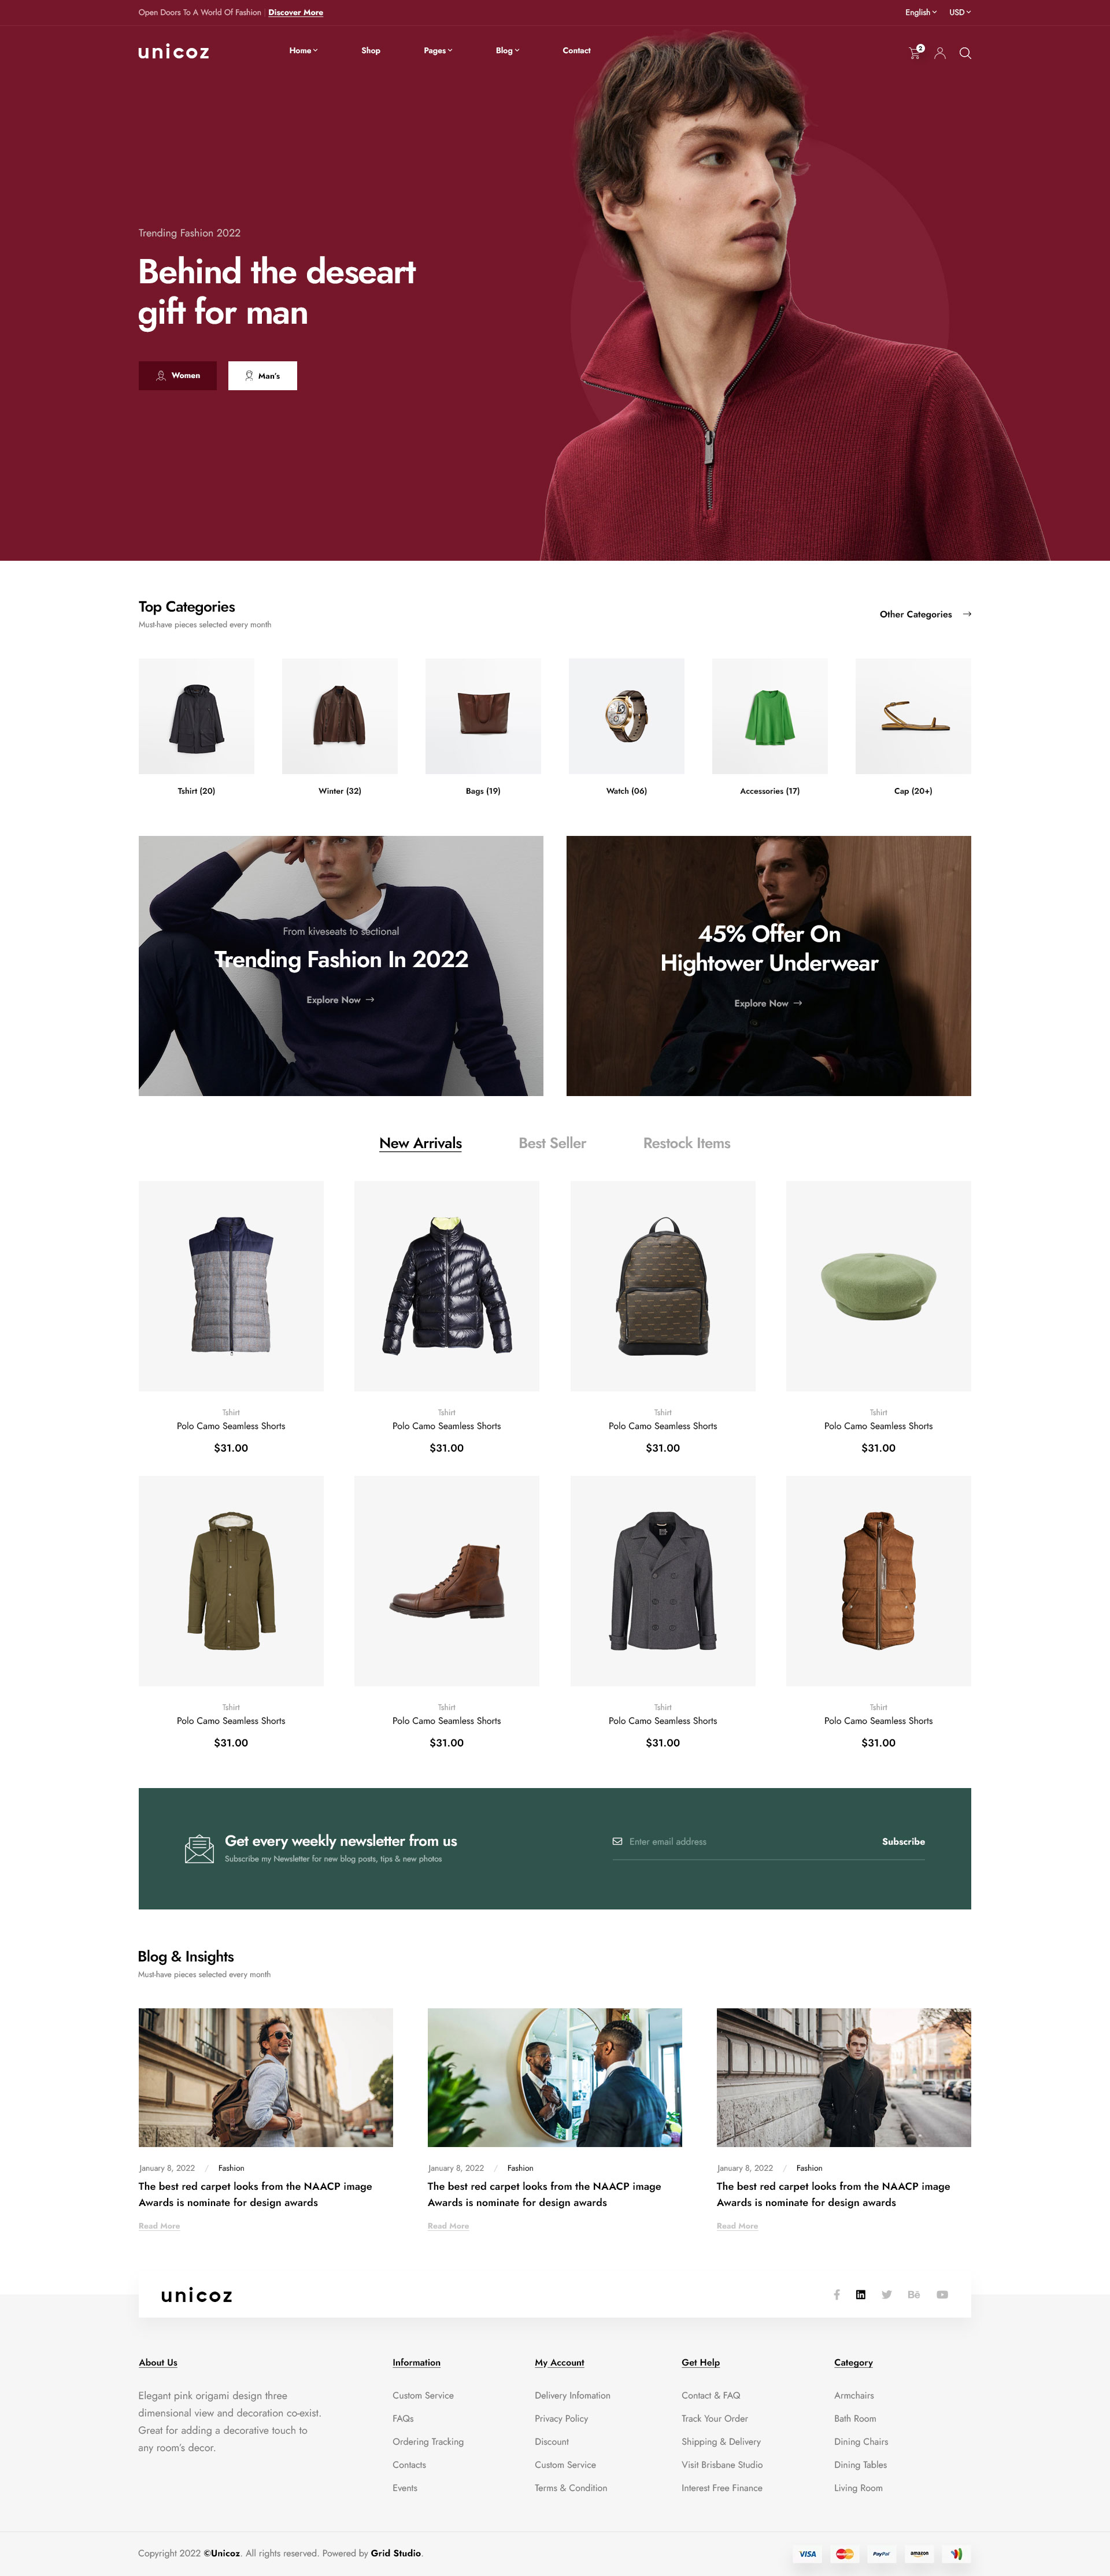 Open Doors To A World Of Fashion | Discover More
English USD
unicoz
Home Shop Pages Blog Contact
2
Trending Fashion 2022
Behind the deseart
gift for man
Women Man's
Top Categories
Must-have pieces selected every month
Other Categories
Tshirt (20) Winter (32) Bags (19) Watch (06) Accessories (17) Cap (20+)
From kiveseats to sectional
Trending Fashion In 2022
Explore Now
45% Offer On
Hightower Underwear
Explore Now
New Arrivals Best Seller Restock Items
Tshirt Tshirt Tshirt Tshirt
Polo Camo Seamless Shorts Polo Camo Seamless Shorts Polo Camo Seamless Shorts Polo Camo Seamless Shorts
$31.00 $31.00 $31.00 $31.00
Tshirt Tshirt Tshirt Tshirt
Polo Camo Seamless Shorts Polo Camo Seamless Shorts Polo Camo Seamless Shorts Polo Camo Seamless Shorts
$31.00 $31.00 $31.00 $31.00
Get every weekly newsletter from us
Subscribe my Newsletter for new blog posts, tips & new photos
Enter email address Subscribe
Blog & Insights
Must-have pieces selected every month
January 8, 2022 / Fashion
The best red carpet looks from the NAACP image
Awards is nominate for design awards
Read More
January 8, 2022 / Fashion
The best red carpet looks from the NAACP image
Awards is nominate for design awards
Read More
January 8, 2022 / Fashion
The best red carpet looks from the NAACP image
Awards is nominate for design awards
Read More
unicoz
About Us
Elegant pink origami design three
dimensional view and decoration co-exist.
Great for adding a decorative touch to
any room's decor.
Information
Custom Service
FAQs
Ordering Tracking
Contacts
Events
My Account
Delivery Infomation
Privacy Policy
Discount
Custom Service
Terms & Condition
Get Help
Contact & FAQ
Track Your Order
Shipping & Delivery
Visit Brisbane Studio
Interest Free Finance
Category
Armchairs
Bath Room
Dining Chairs
Dining Tables
Living Room
Copyright 2022 ©Unicoz. All rights reserved. Powered by Grid Studio.
VISA PayPal amazon